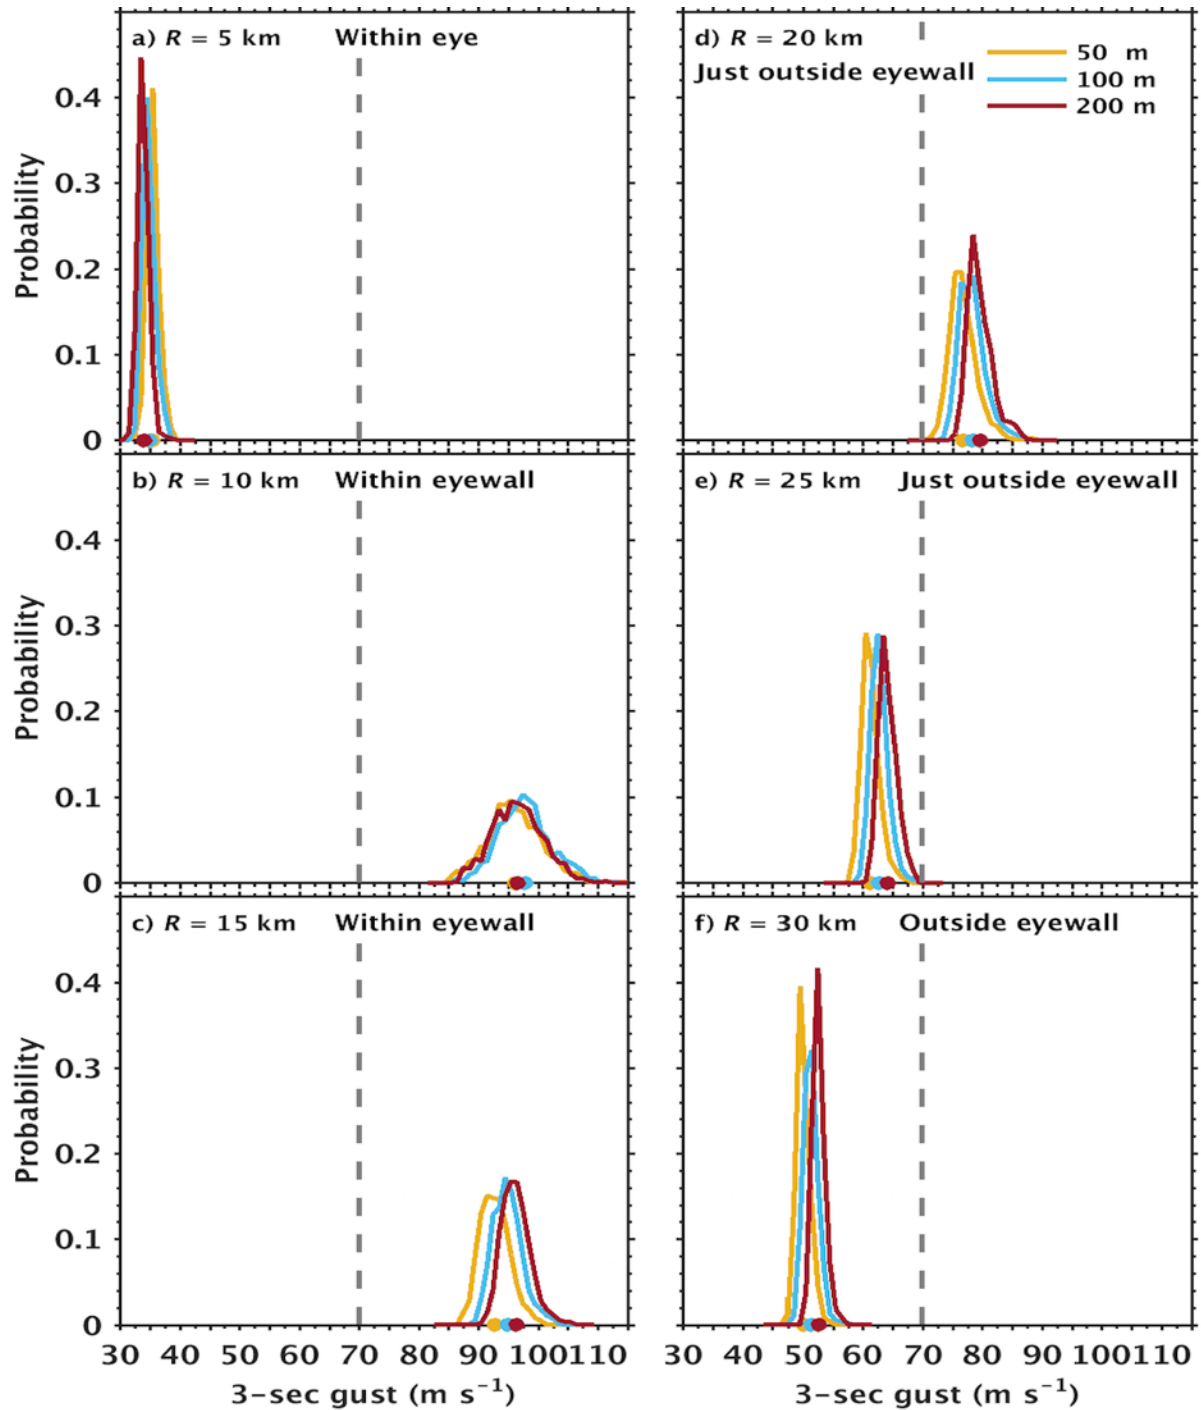 a) R = 5 km Within eye
0.4
0.3
0.2
0.1
0
Probability
d) R = 20 km
Just outside eyewall
50 m
100 m
200 m
b) R = 10 km Within eyewall
0.4
0.3
0.2
0.1
0
Probability
e) R = 25 km Just outside eyewall
c) R = 15 km Within eyewall
0.4
0.3
0.2
0.1
0
Probability
30 40 50 60 70 80 90 100 110
3-sec gust (m s⁻¹)
f) R = 30 km Outside eyewall
30 40 50 60 70 80 90 100 110
3-sec gust (m s⁻¹)